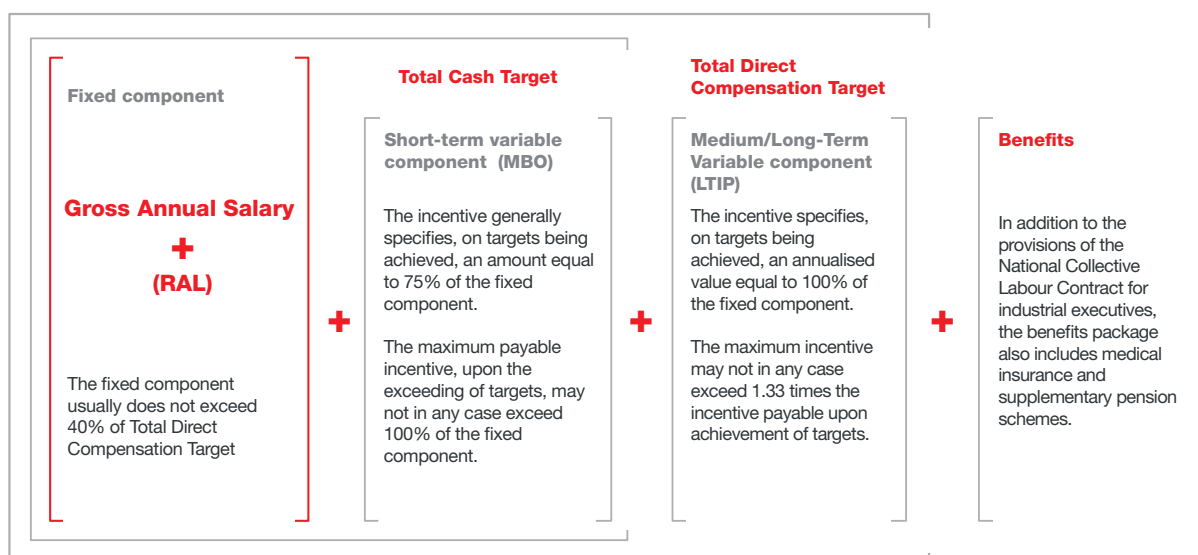 Fixed component
Gross Annual Salary
+
(RAL)
The fixed component
usually does not exceed
40% of Total Direct
Compensation Target
+
Total Cash Target
Short-term variable
component (MBO)
The incentive generally
specifies, on targets being
achieved, an amount equal
to 75% of the fixed
component.
The maximum payable
incentive, upon the
exceeding of targets, may
not in any case exceed
100% of the fixed
component.
+
Total Direct
Compensation Target
Medium/Long-Term
Variable component
(LTIP)
The incentive specifies,
on targets being
achieved, an annualised
value equal to 100% of
the fixed component.
The maximum incentive
may not in any case
exceed 1.33 times the
incentive payable upon
achievement of targets.
+
Benefits
In addition to the
provisions of the
National Collective
Labour Contract for
industrial executives,
the benefits package
also includes medical
insurance and
supplementary pension
schemes.